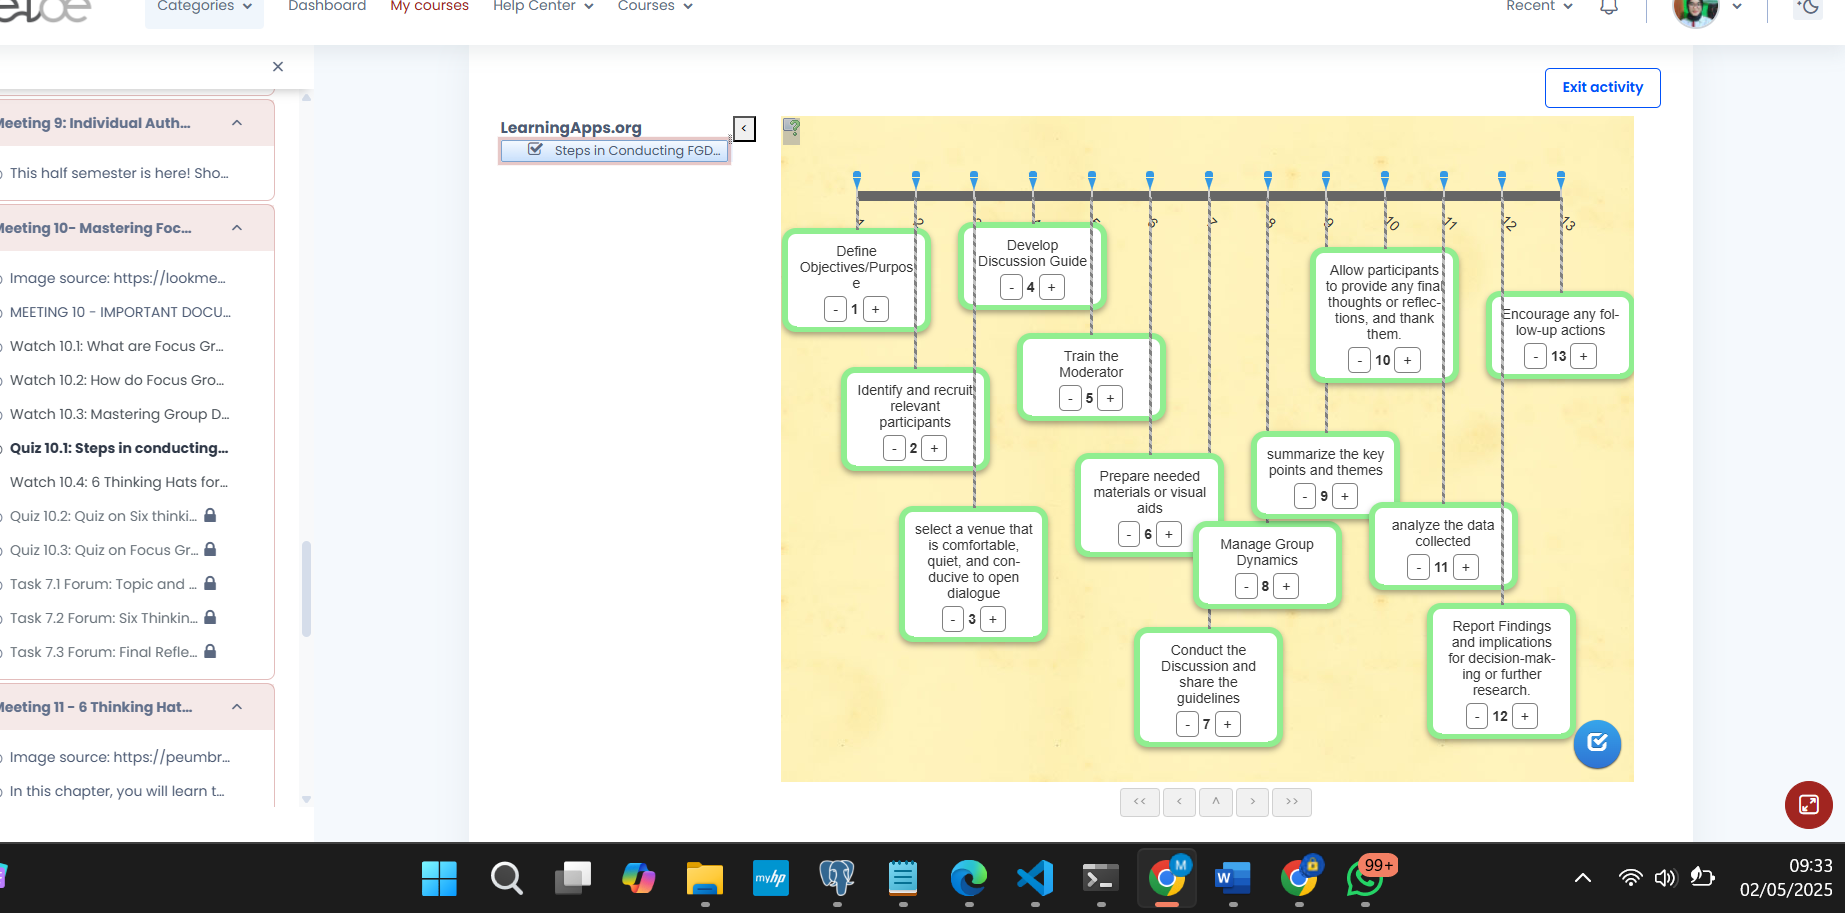 Categories
Dashboard
My courses
Help Center
Courses
Recent
Meeting 9: Individual Auth...
This half semester is here! Sho...
Meeting 10- Mastering Foc...
Image source: https://lookme...
MEETING 10 - IMPORTANT DOCU...
Watch 10.1: What are Focus Gr...
Watch 10.2: How do Focus Gro...
Watch 10.3: Mastering Group D...
Quiz 10.1: Steps in conducting...
Watch 10.4: 6 Thinking Hats for...
Quiz 10.2: Quiz on Six thinki...
Quiz 10.3: Quiz on Focus Gr...
Task 7.1 Forum: Topic and ...
Task 7.2 Forum: Six Thinkin...
Task 7.3 Forum: Final Refle...
Meeting 11 - 6 Thinking Hat...
Image source: https://peumbr...
In this chapter, you will learn t...
Exit activity
LearningApps.org
<
Steps in Conducting FGD...
1 2 3 4 5 6 7 8 9 10 11 12 13
Define
Objectives/Purpos
e
- 1 +
Identify and recruit
relevant
participants
- 2 +
select a venue that
is comfortable,
quiet, and con-
ducive to open
dialogue
- 3 +
Develop
Discussion Guide
- 4 +
Train the
Moderator
- 5 +
Prepare needed
materials or visual
aids
- 6 +
Conduct the
Discussion and
share the
guidelines
- 7 +
Manage Group
Dynamics
- 8 +
summarize the key
points and themes
- 9 +
Allow participants
to provide any final
thoughts or reflec-
tions, and thank
them.
- 10 +
analyze the data
collected
- 11 +
Report Findings
and implications
for decision-mak-
ing or further
research.
- 12 +
Encourage any fol-
low-up actions
- 13 +
<< < ^ > >>
myhp
W
M
99+
09:33
02/05/2025